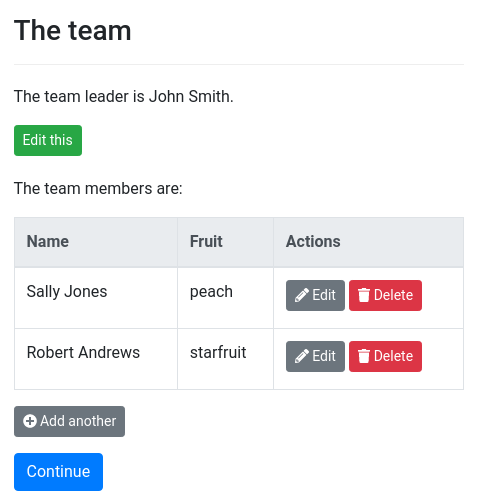 The team
The team leader is John Smith.
Edit this
The team members are:
Name Fruit Actions
Sally Jones peach Edit Delete
Robert Andrews starfruit Edit Delete
Add another
Continue